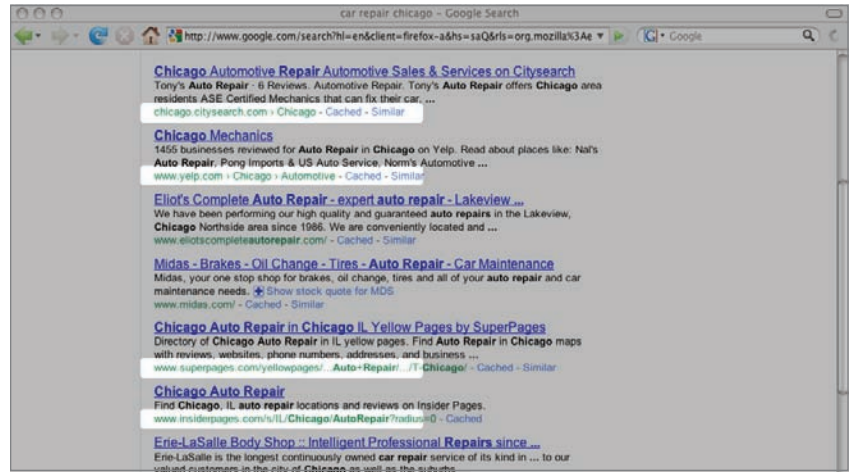 car repair chicago – Google Search
http://www.google.com/search?hl=en&client=firefox-a&hs=saQ&rls=org.mozilla%3Ae
G Google
Chicago Automotive Repair Automotive Sales & Services on Citysearch
Tony's Auto Repair · 6 Reviews. Automotive Repair. Tony's Auto Repair offers Chicago area
residents ASE Certified Mechanics that can fix their car, ...
chicago.citysearch.com › Chicago - Cached - Similar
Chicago Mechanics
1455 businesses reviewed for Auto Repair in Chicago on Yelp. Read about places like: Nal's
Auto Repair, Pong Imports & US Auto Service, Norm's Automotive ...
www.yelp.com › Chicago › Automotive - Cached - Similar
Eliot's Complete Auto Repair - expert auto repair - Lakeview ...
We have been performing our high quality and guaranteed auto repairs in the Lakeview,
Chicago Northside area since 1986. We are conveniently located and ...
www.eliotscompleteautorepair.com/ - Cached - Similar
Midas - Brakes - Oil Change - Tires - Auto Repair - Car Maintenance
Midas, your one stop shop for brakes, oil change, tires and all of your auto repair and car
maintenance needs. Show stock quote for MDS
www.midas.com/ - Cached - Similar
Chicago Auto Repair in Chicago IL Yellow Pages by SuperPages
Directory of Chicago Auto Repair in IL yellow pages. Find Auto Repair in Chicago maps
with reviews, websites, phone numbers, addresses, and business ...
www.superpages.com/yellowpages/...Auto+Repair/.../T-Chicago/ - Cached - Similar
Chicago Auto Repair
Find Chicago, IL auto repair locations and reviews on Insider Pages.
www.insiderpages.com/s/IL/Chicago/AutoRepair?radius=0 - Cached
Erie-LaSalle Body Shop :: Intelligent Professional Repairs since ...
Erie-LaSalle is the longest continuously owned car repair service of its kind in ... to our
valued customers in the city of Chicago as well as the suburbs.